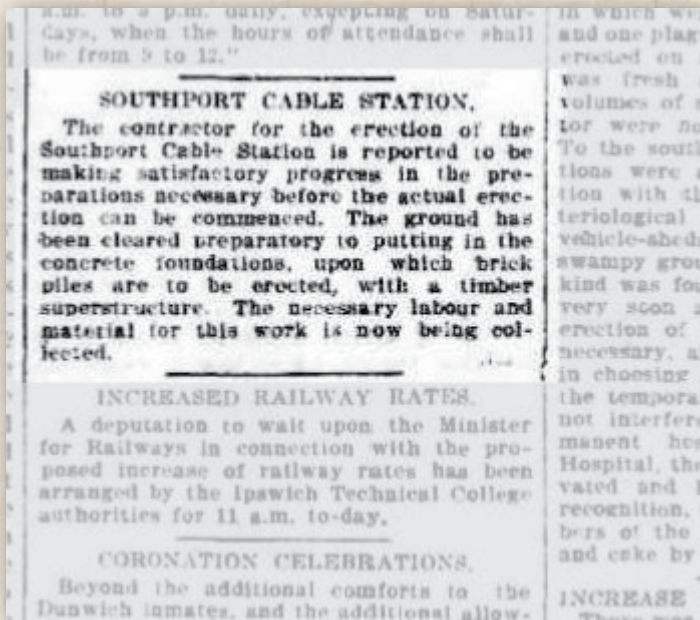 a.m. to 5 p.m. daily, excepting on Satur-
days, when the hours of attendance shall
be from 9 to 12."
SOUTHPORT CABLE STATION.
The contractor for the erection of the
Southport Cable Station is reported to be
making satisfactory progress in the pre-
parations necessary before the actual erec-
tion can be commenced. The ground has
been cleared preparatory to putting in the
concrete foundations, upon which brick
piles are to be erected, with a timber
superstructure. The necessary labour and
material for this work is now being col-
lected.
INCREASED RAILWAY RATES.
A deputation to wait upon the Minister
for Railways in connection with the pro-
posed increase of railway rates has been
arranged by the Ipswich Technical College
authorities for 11 a.m. to-day.
CORONATION CELEBRATIONS.
Beyond the additional comforts to the
Dunwich inmates, and the additional allow-
in which
and one
erected on
was fresh
volumes of
tor were
To the
tions were
tion with
teriological
vehicle-
swampy
kind was
very soon
erection of
necessary,
in choosing
the
not
manent
Hospital,
vated and
recognition,
bers of the
and cake by
INCREASE